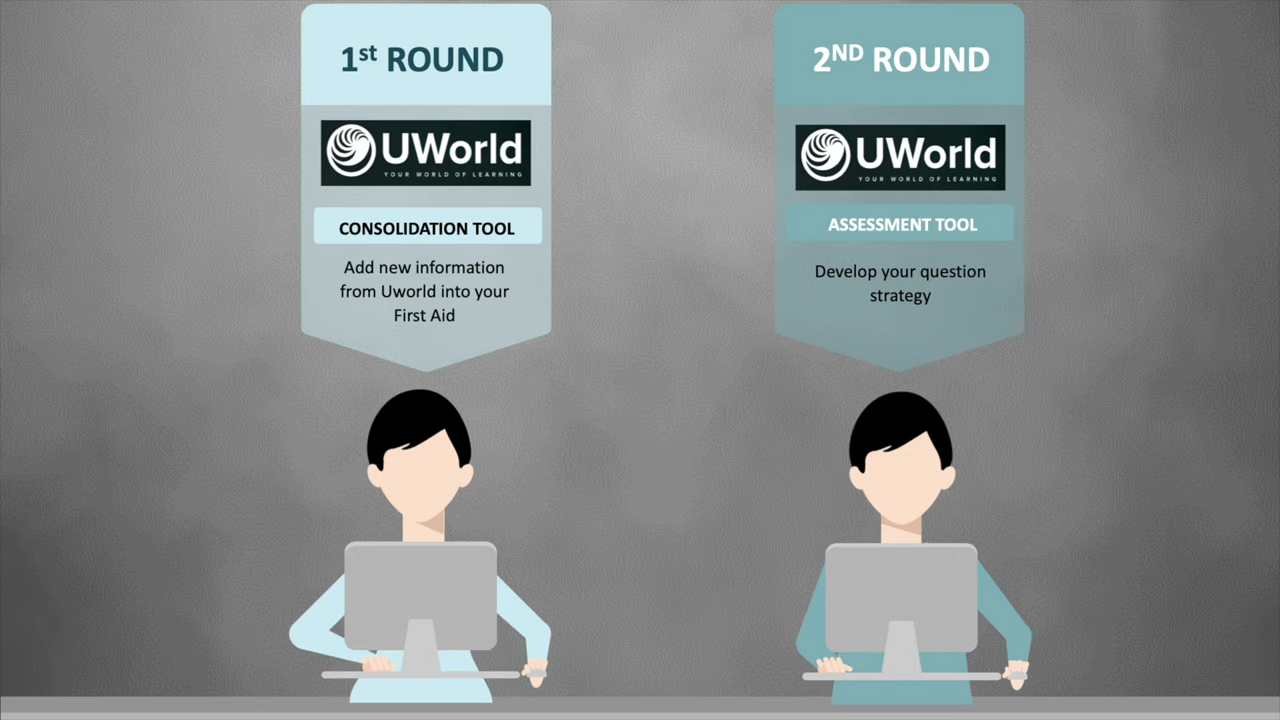 1st ROUND
UWorld
YOUR WORLD OF LEARNING
CONSOLIDATION TOOL
Add new information
from Uworld into your
First Aid
2ND ROUND
UWorld
YOUR WORLD OF LEARNING
ASSESSMENT TOOL
Develop your question
strategy